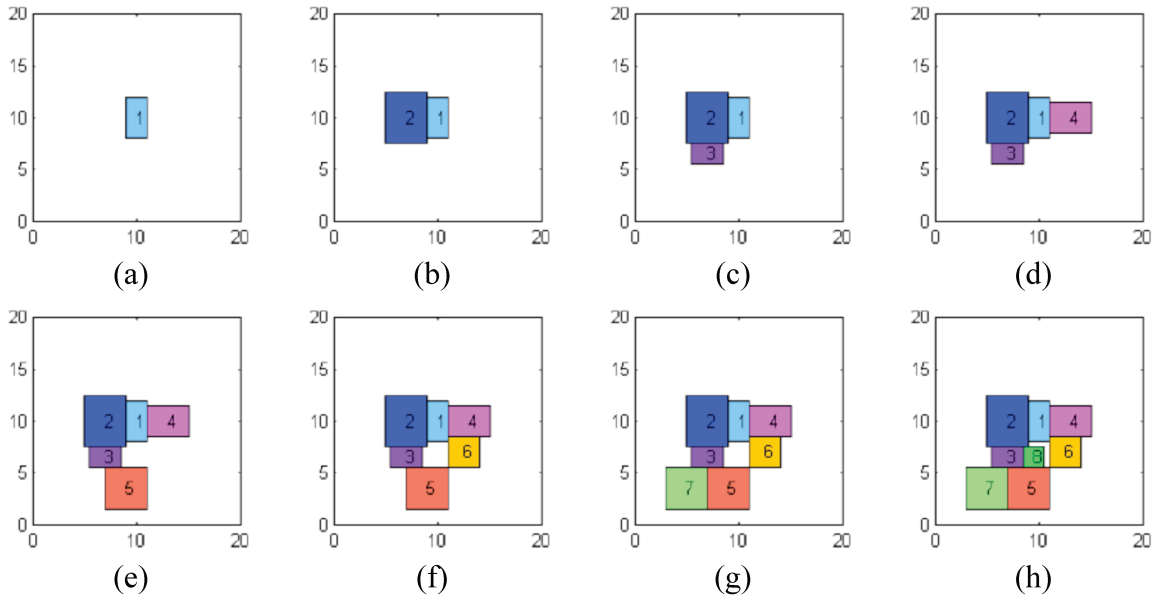 20 20 20 20
15 15 15 15
10 1 10 2 1 10 2 1 10 2 1 4
3 3
5 5 5 5
0 0 0 0
0 10 20 0 10 20 0 10 20 0 10 20
(a) (b) (c) (d)
20 20 20 20
15 15 15 15
10 2 1 4 10 2 1 4 10 2 1 4 10 2 1 4
3 3 6 3 6 3 8 6
5 5 5 5 5 7 5 5 7 5
0 0 0 0
0 10 20 0 10 20 0 10 20 0 10 20
(e) (f) (g) (h)